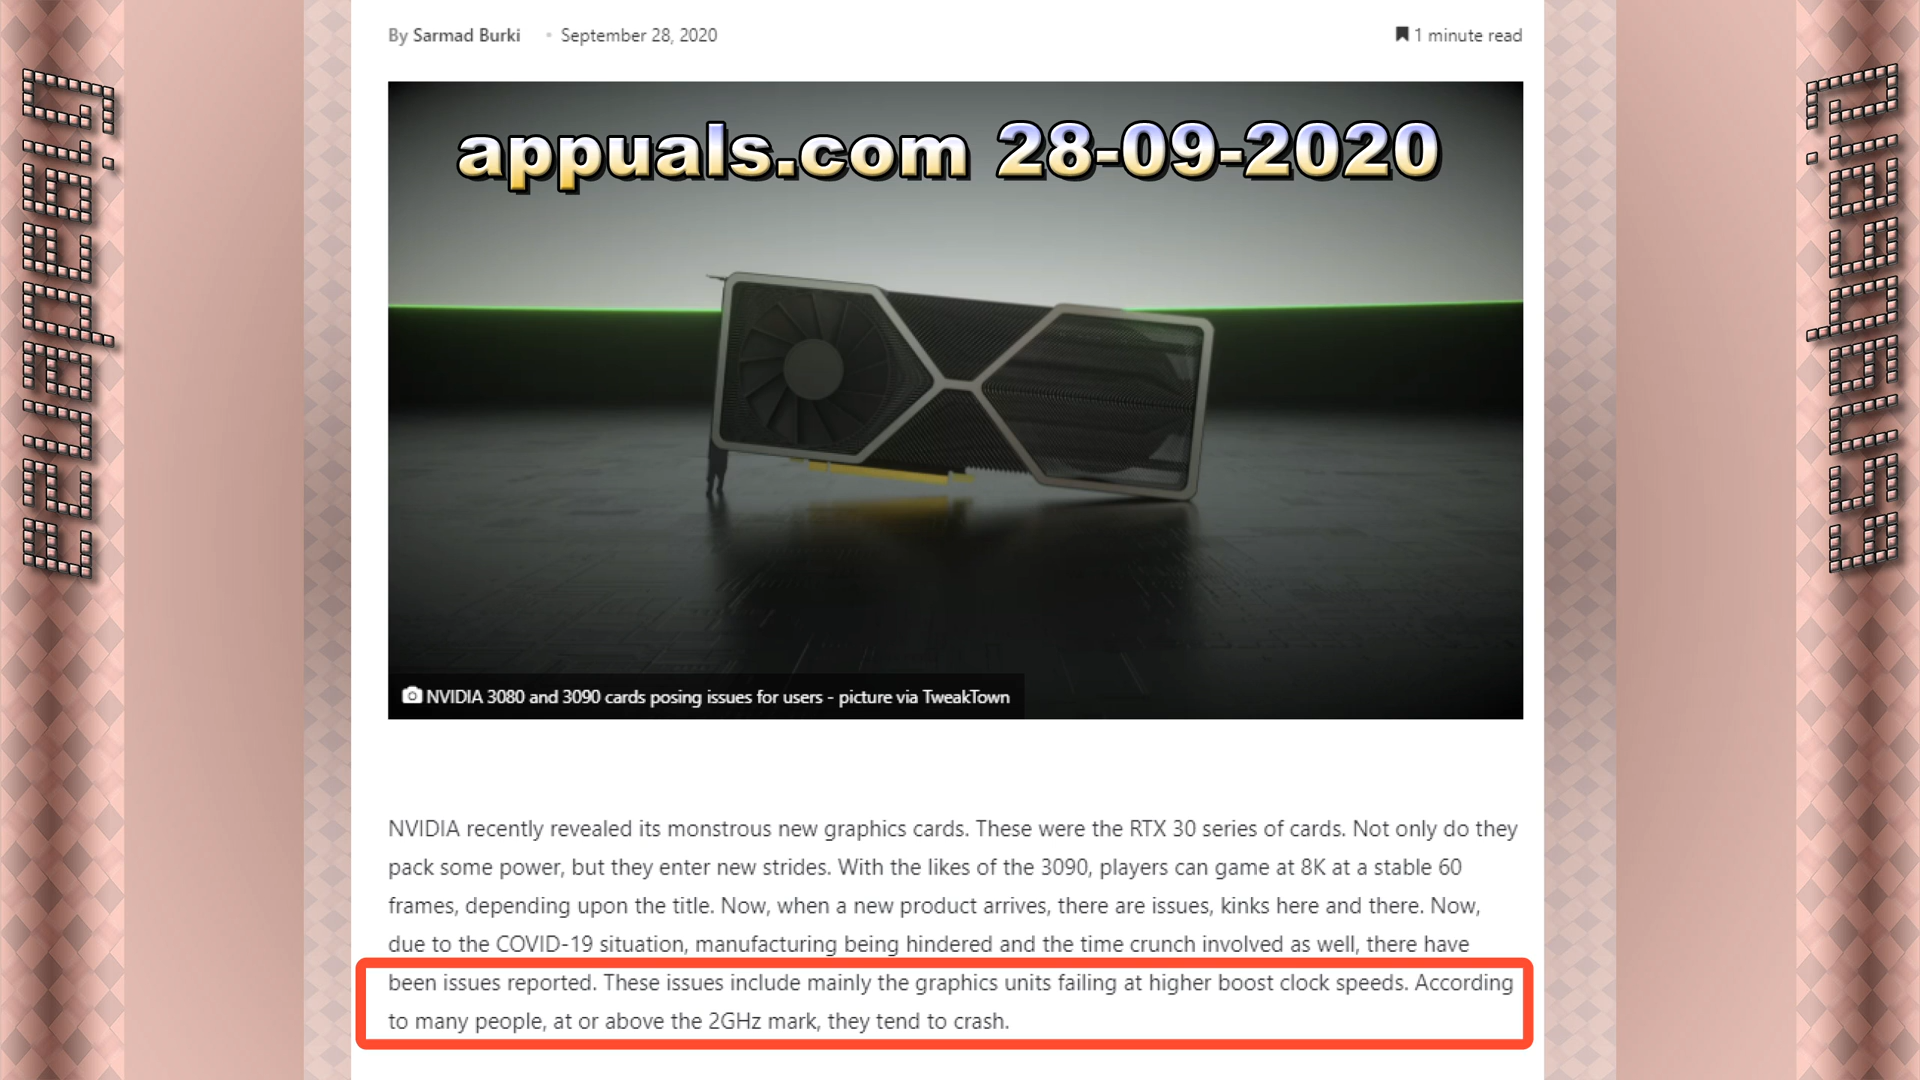 By Sarmad Burki • September 28, 2020
1 minute read
appuals.com 28-09-2020
NVIDIA 3080 and 3090 cards posing issues for users - picture via TweakTown
NVIDIA recently revealed its monstrous new graphics cards. These were the RTX 30 series of cards. Not only do they
pack some power, but they enter new strides. With the likes of the 3090, players can game at 8K at a stable 60
frames, depending upon the title. Now, when a new product arrives, there are issues, kinks here and there. Now,
due to the COVID-19 situation, manufacturing being hindered and the time crunch involved as well, there have
been issues reported. These issues include mainly the graphics units failing at higher boost clock speeds. According
to many people, at or above the 2GHz mark, they tend to crash.